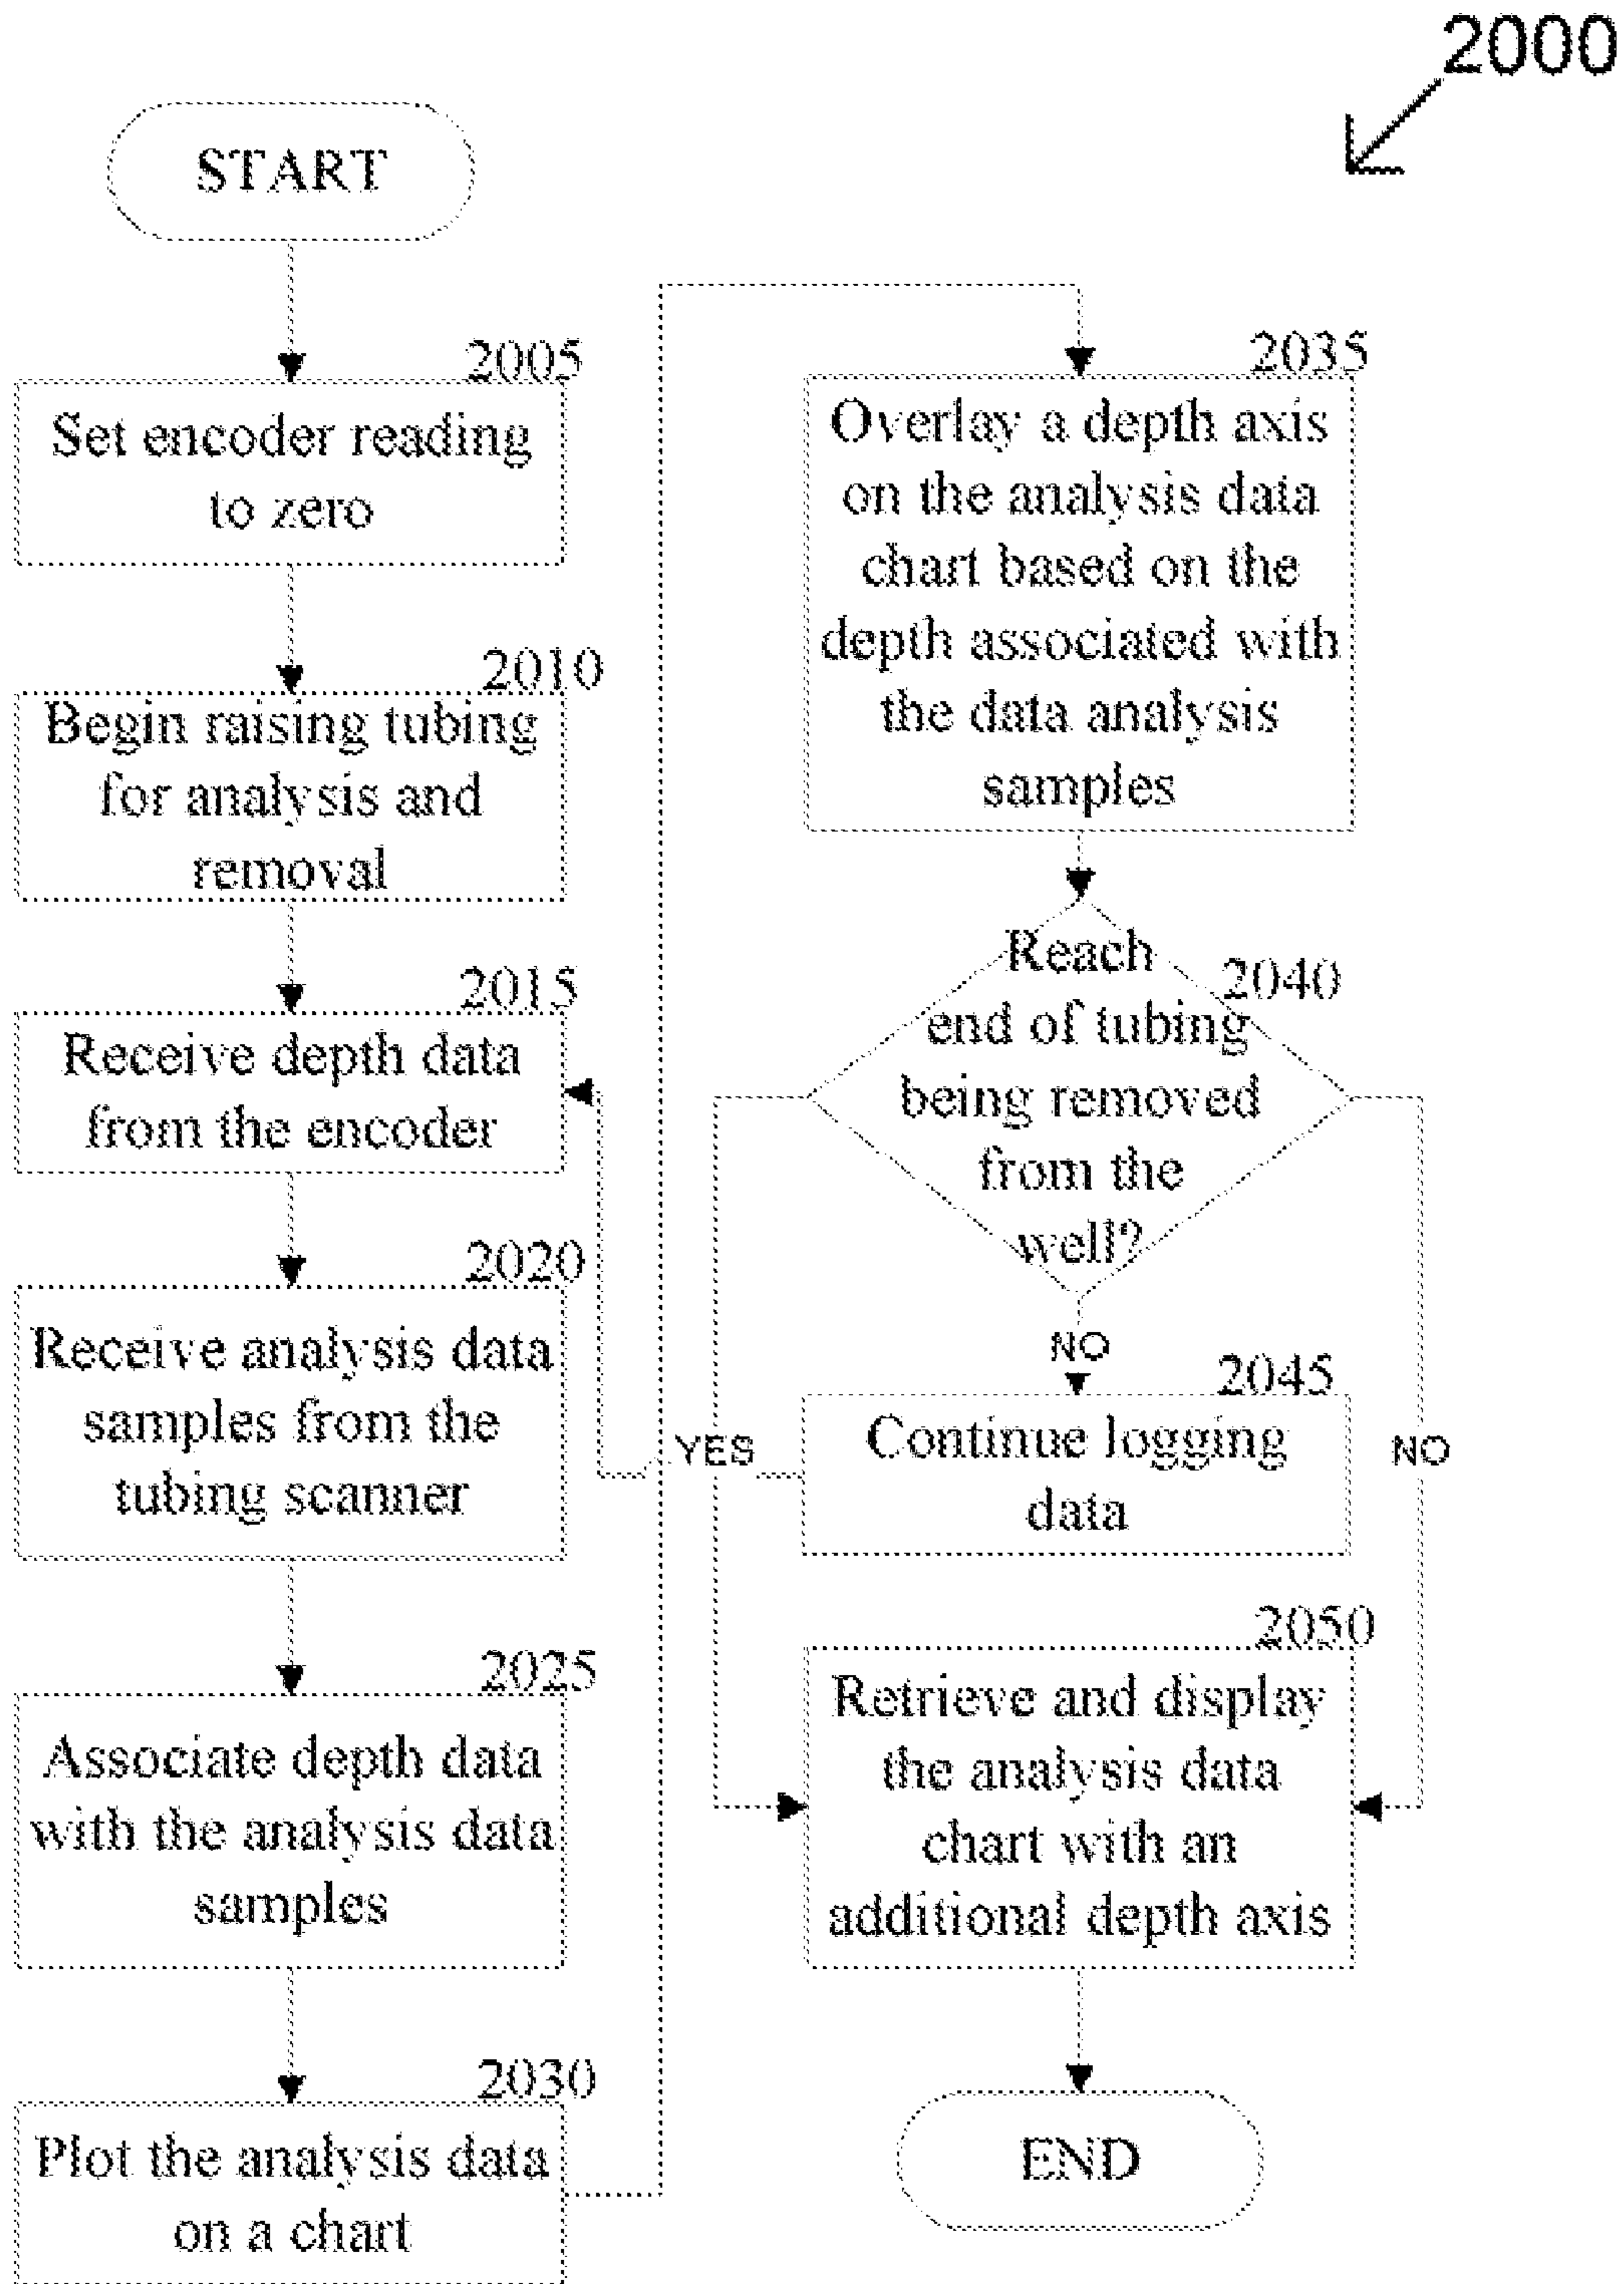 2000
START
2005
Set encoder reading
to zero
2010
Begin raising tubing
for analysis and
removal
2015
Receive depth data
from the encoder
2020
Receive analysis data
samples from the
tubing scanner
2025
Associate depth data
with the analysis data
samples
2030
Plot the analysis data
on a chart
2035
Overlay a depth axis
on the analysis data
chart based on the
depth associated with
the data analysis
samples
2040
Reach
end of tubing
being removed
from the
well?
NO
2045
Continue logging
data
YES
NO
2050
Retrieve and display
the analysis data
chart with an
additional depth axis
END